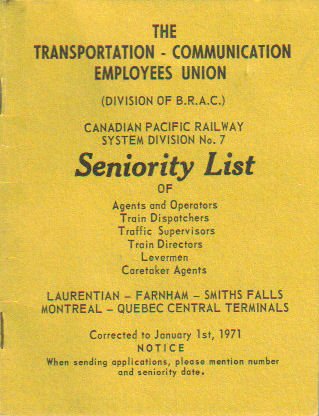 THE
TRANSPORTATION - COMMUNICATION
EMPLOYEES UNION
(DIVISION OF B.R.A.C.)
CANADIAN PACIFIC RAILWAY
SYSTEM DIVISION No. 7
Seniority List
OF
Agents and Operators
Train Dispatchers
Traffic Supervisors
Train Directors
Levermen
Caretaker Agents
LAURENTIAN – FARNHAM – SMITHS FALLS
MONTREAL – QUEBEC CENTRAL TERMINALS
Corrected to January 1st, 1971
NOTICE
When sending applications, please mention number
and seniority date.